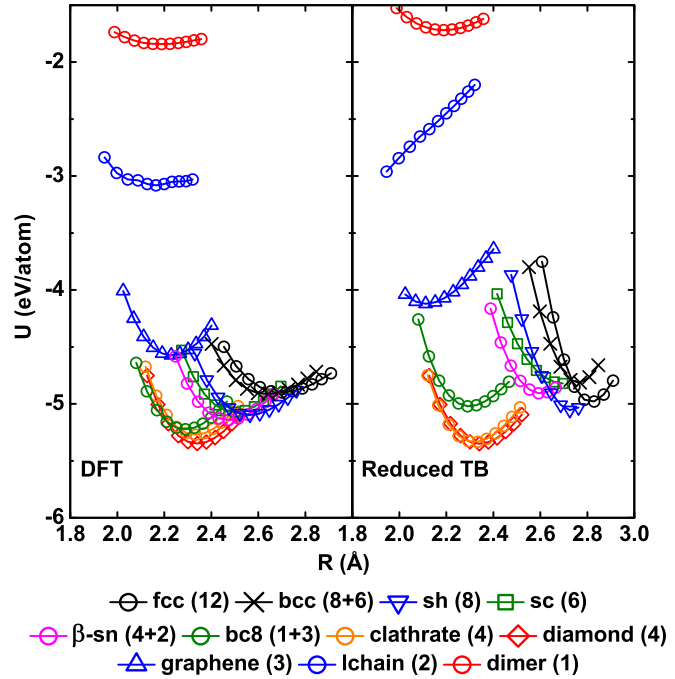 U (eV/atom)
-2
-3
-4
-5
-6
DFT
Reduced TB
1.8 2.0 2.2 2.4 2.6 2.8 1.8 2.0 2.2 2.4 2.6 2.8 3.0
R (Å)
fcc (12) bcc (8+6) sh (8) sc (6)
β-sn (4+2) bc8 (1+3) clathrate (4) diamond (4)
graphene (3) lchain (2) dimer (1)